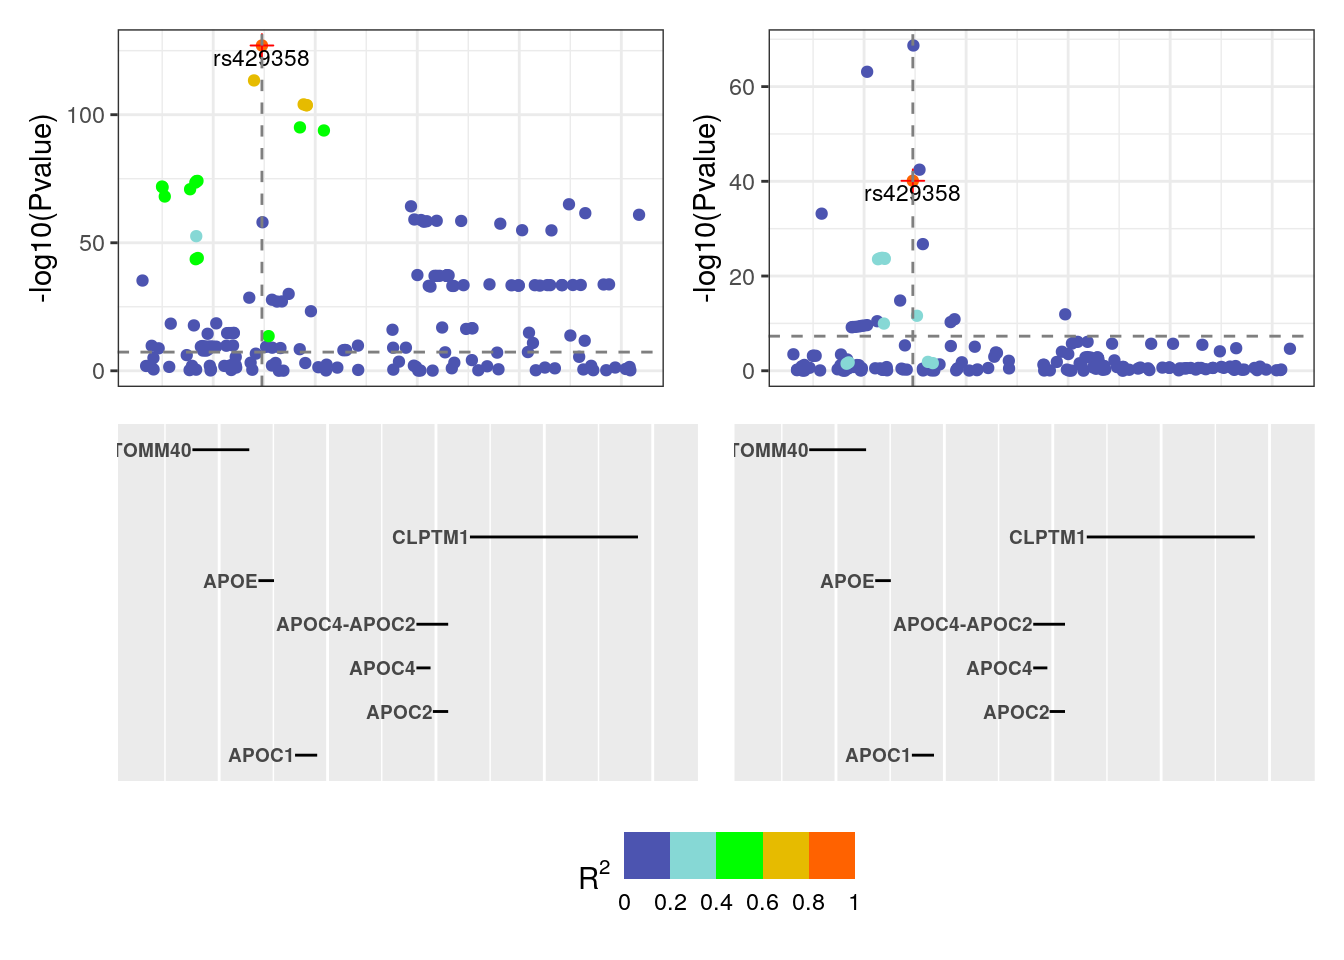 -log10(Pvalue)
100
50
0
rs429358
-log10(Pvalue)
60
40
20
0
rs429358
TOMM40
CLPTM1
APOE
APOC4-APOC2
APOC4
APOC2
APOC1
TOMM40
CLPTM1
APOE
APOC4-APOC2
APOC4
APOC2
APOC1
R²
0 0.2 0.4 0.6 0.8 1